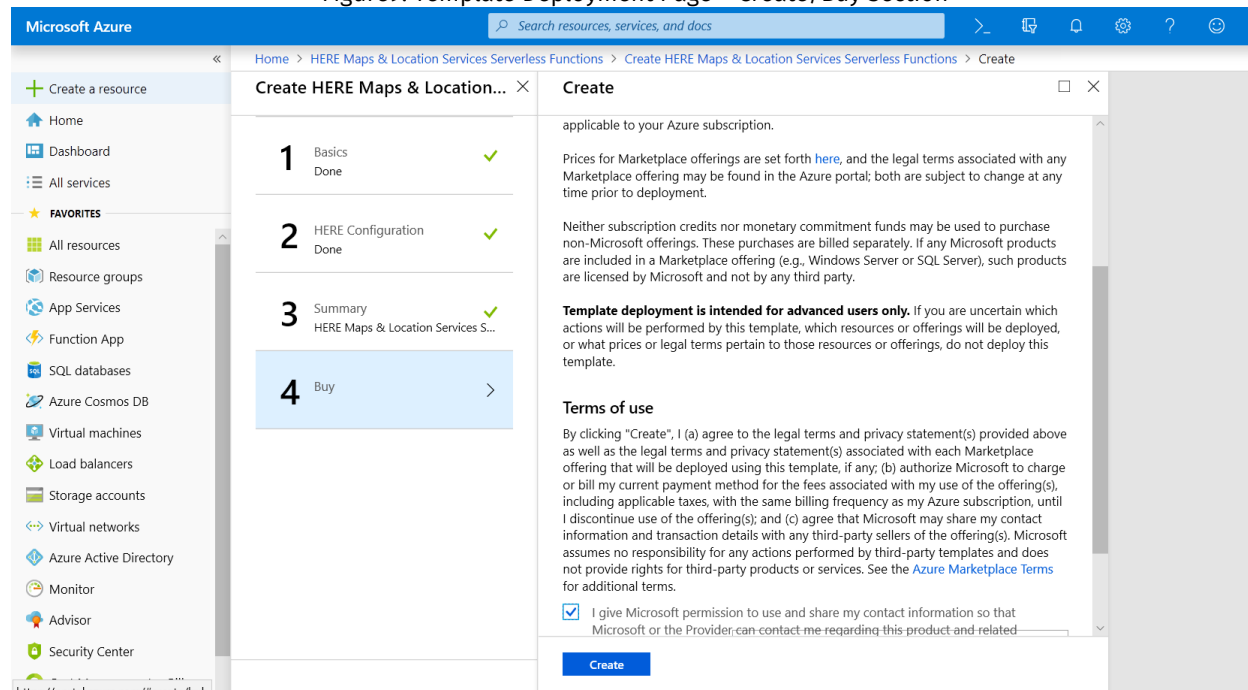 Microsoft Azure
Search resources, services, and docs
Home > HERE Maps & Location Services Serverless Functions > Create HERE Maps & Location Services Serverless Functions > Create
Create a resource
Home
Dashboard
All services
FAVORITES
All resources
Resource groups
App Services
Function App
SQL databases
Azure Cosmos DB
Virtual machines
Load balancers
Storage accounts
Virtual networks
Azure Active Directory
Monitor
Advisor
Security Center
Create HERE Maps & Location...
1 Basics
Done
2 HERE Configuration
Done
3 Summary
HERE Maps & Location Services S...
4 Buy
Create
applicable to your Azure subscription.
Prices for Marketplace offerings are set forth here, and the legal terms associated with any
Marketplace offering may be found in the Azure portal; both are subject to change at any
time prior to deployment.
Neither subscription credits nor monetary commitment funds may be used to purchase
non-Microsoft offerings. These purchases are billed separately. If any Microsoft products
are included in a Marketplace offering (e.g., Windows Server or SQL Server), such products
are licensed by Microsoft and not by any third party.
Template deployment is intended for advanced users only. If you are uncertain which
actions will be performed by this template, which resources or offerings will be deployed,
or what prices or legal terms pertain to those resources or offerings, do not deploy this
template.
Terms of use
By clicking "Create", I (a) agree to the legal terms and privacy statement(s) provided above
as well as the legal terms and privacy statement(s) associated with each Marketplace
offering that will be deployed using this template, if any; (b) authorize Microsoft to charge
or bill my current payment method for the fees associated with my use of the offering(s),
including applicable taxes, with the same billing frequency as my Azure subscription, until
I discontinue use of the offering(s); and (c) agree that Microsoft may share my contact
information and transaction details with any third-party sellers of the offering(s). Microsoft
assumes no responsibility for any actions performed by third-party templates and does
not provide rights for third-party products or services. See the Azure Marketplace Terms
for additional terms.
I give Microsoft permission to use and share my contact information so that
Microsoft or the Provider can contact me regarding this product and related
Create